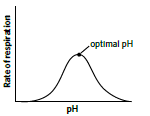 optimal pH
Rate of respiration
pH